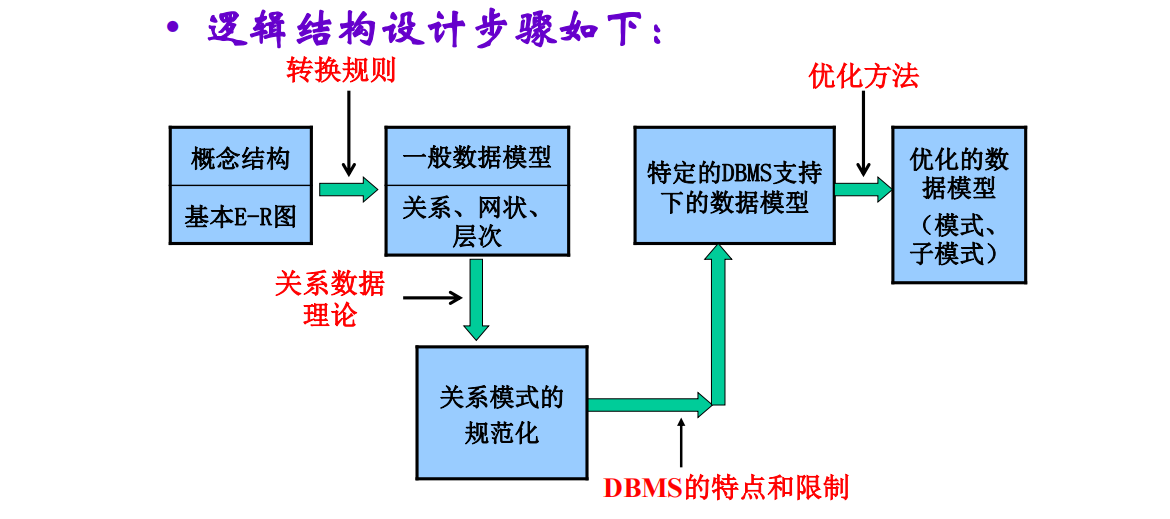 • 逻辑结构设计步骤如下：
转换规则
优化方法
概念结构
基本E-R图
一般数据模型
关系、网状、
层次
特定的DBMS支持
下的数据模型
优化的数
据模型
（模式、
子模式）
关系数据
理论
关系模式的
规范化
DBMS的特点和限制